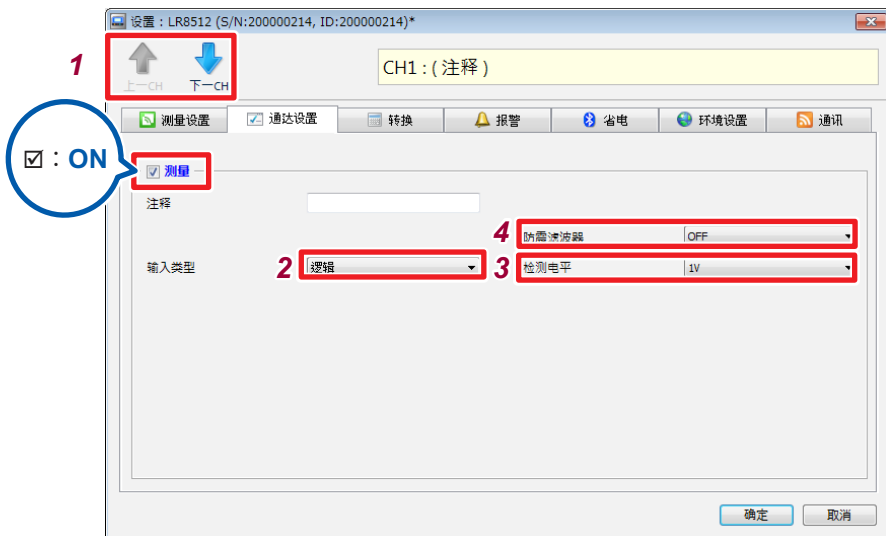 设置：LR8512 (S/N:200000214, ID:200000214)*
1
上一CH
下一CH
CH1 : ( 注释 )
测量设置
通达设置
转换
报警
省电
环境设置
通讯
☑：ON
测量
注释
4
防震滤波器
OFF
输入类型
2
逻辑
3
检测电平
1V
确定
取消